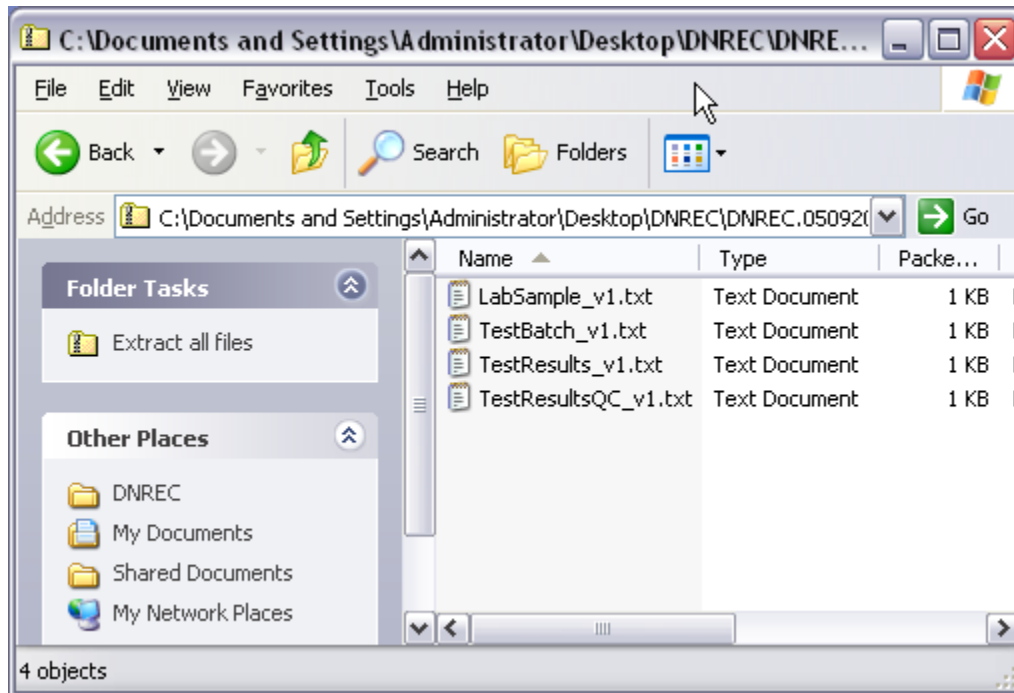 C:\Documents and Settings\Administrator\Desktop\DNREC\DNRE...
File Edit View Favorites Tools Help
Back Search Folders
Address C:\Documents and Settings\Administrator\Desktop\DNREC\DNREC.05092( Go
Folder Tasks
Extract all files
Other Places
DNREC
My Documents
Shared Documents
My Network Places
Name Type Packe...
LabSample_v1.txt Text Document 1 KB
TestBatch_v1.txt Text Document 1 KB
TestResults_v1.txt Text Document 1 KB
TestResultsQC_v1.txt Text Document 1 KB
4 objects